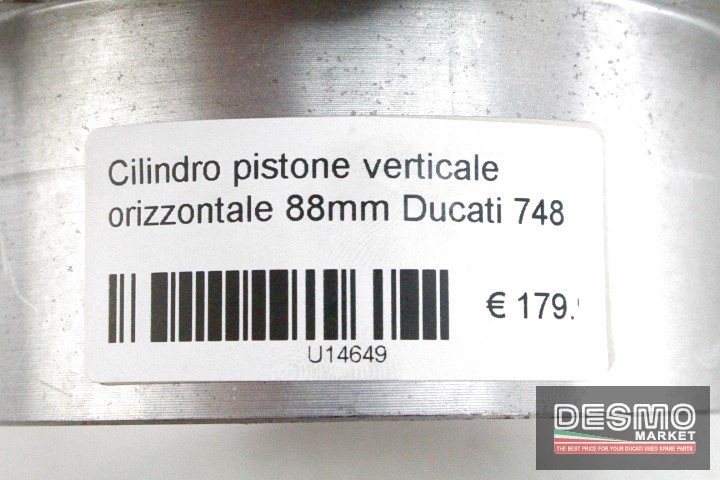 Cilindro pistone verticale
orizzontale 88mm Ducati 748
€ 179.
U14649
DESMO
MARKET
THE BEST PRICE FOR YOUR DUCATI USED SPARE PARTS